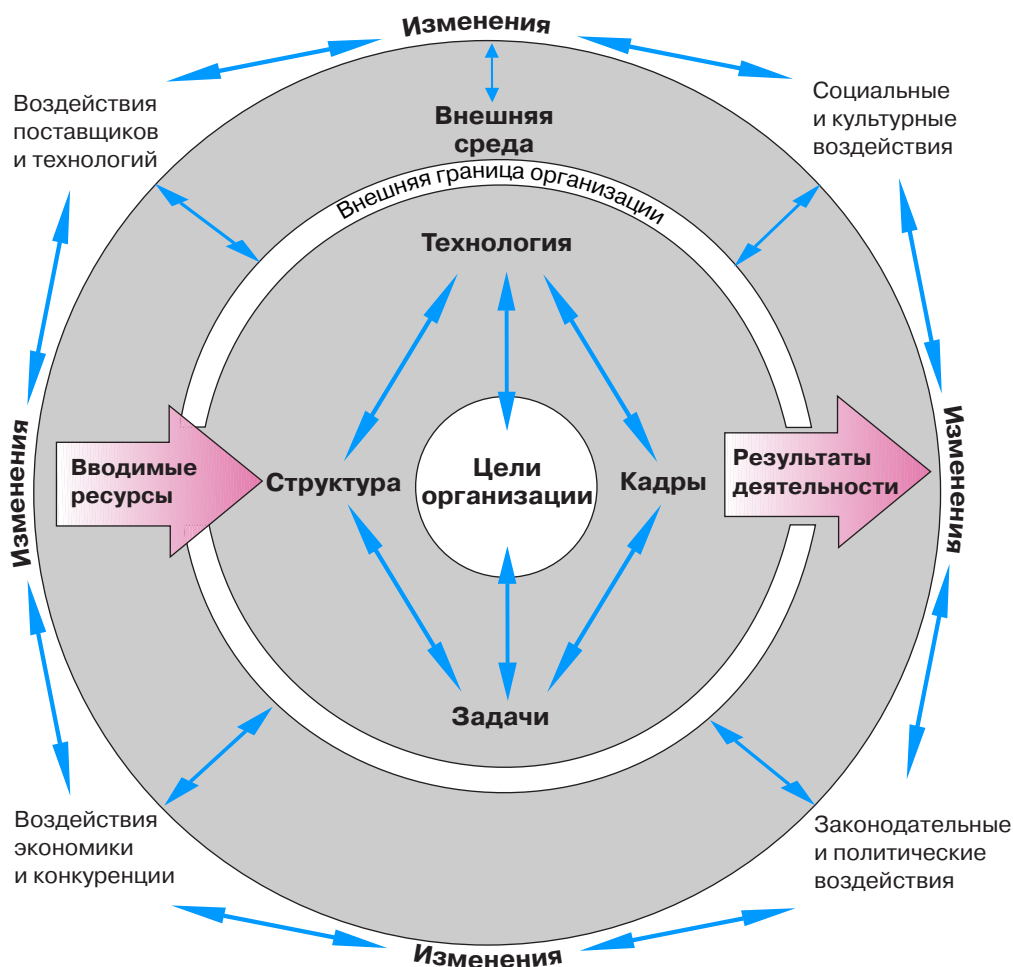 Изменения
Воздействия
поставщиков
и технологий
Социальные
и культурные
воздействия
Внешняя
среда
Внешняя граница организации
Технология
Изменения
Вводимые
ресурсы
Структура
Цели
организации
Кадры
Результаты
деятельности
Изменения
Задачи
Воздействия
экономики
и конкуренции
Законодательные
и политические
воздействия
Изменения